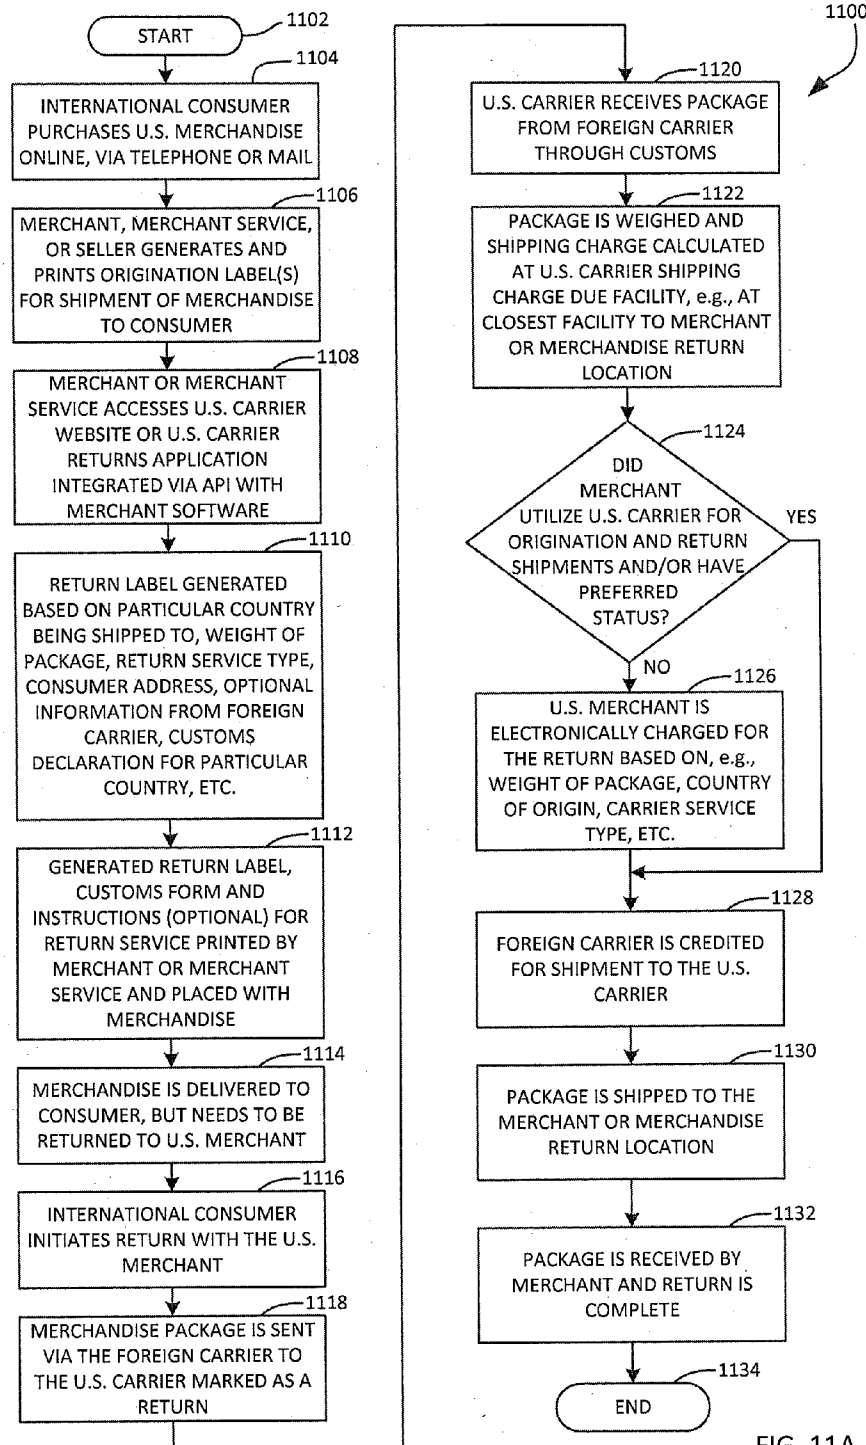 1102
START
1104
INTERNATIONAL CONSUMER
PURCHASES U.S. MERCHANDISE
ONLINE, VIA TELEPHONE OR MAIL
1106
MERCHANT, MERCHANT SERVICE,
OR SELLER GENERATES AND
PRINTS ORIGINATION LABEL(S)
FOR SHIPMENT OF MERCHANDISE
TO CONSUMER
1108
MERCHANT OR MERCHANT
SERVICE ACCESSES U.S. CARRIER
WEBSITE OR U.S. CARRIER
RETURNS APPLICATION
INTEGRATED VIA API WITH
MERCHANT SOFTWARE
1110
RETURN LABEL GENERATED
BASED ON PARTICULAR COUNTRY
BEING SHIPPED TO, WEIGHT OF
PACKAGE, RETURN SERVICE TYPE,
CONSUMER ADDRESS, OPTIONAL
INFORMATION FROM FOREIGN
CARRIER, CUSTOMS
DECLARATION FOR PARTICULAR
COUNTRY, ETC.
1112
GENERATED RETURN LABEL,
CUSTOMS FORM AND
INSTRUCTIONS (OPTIONAL) FOR
RETURN SERVICE PRINTED BY
MERCHANT OR MERCHANT
SERVICE AND PLACED WITH
MERCHANDISE
1114
MERCHANDISE IS DELIVERED TO
CONSUMER, BUT NEEDS TO BE
RETURNED TO U.S. MERCHANT
1116
INTERNATIONAL CONSUMER
INITIATES RETURN WITH THE U.S.
MERCHANT
1118
MERCHANDISE PACKAGE IS SENT
VIA THE FOREIGN CARRIER TO
THE U.S. CARRIER MARKED AS A
RETURN
1100
1120
U.S. CARRIER RECEIVES PACKAGE
FROM FOREIGN CARRIER
THROUGH CUSTOMS
1122
PACKAGE IS WEIGHED AND
SHIPPING CHARGE CALCULATED
AT U.S. CARRIER SHIPPING
CHARGE DUE FACILITY, e.g., AT
CLOSEST FACILITY TO MERCHANT
OR MERCHANDISE RETURN
LOCATION
1124
DID
MERCHANT
UTILIZE U.S. CARRIER FOR
ORIGINATION AND RETURN
SHIPMENTS AND/OR HAVE
PREFERRED
STATUS?
YES
NO
1126
U.S. MERCHANT IS
ELECTRONICALLY CHARGED FOR
THE RETURN BASED ON, e.g.,
WEIGHT OF PACKAGE, COUNTRY
OF ORIGIN, CARRIER SERVICE
TYPE, ETC.
1128
FOREIGN CARRIER IS CREDITED
FOR SHIPMENT TO THE U.S.
CARRIER
1130
PACKAGE IS SHIPPED TO THE
MERCHANT OR MERCHANDISE
RETURN LOCATION
1132
PACKAGE IS RECEIVED BY
MERCHANT AND RETURN IS
COMPLETE
1134
END
FIG. 11A